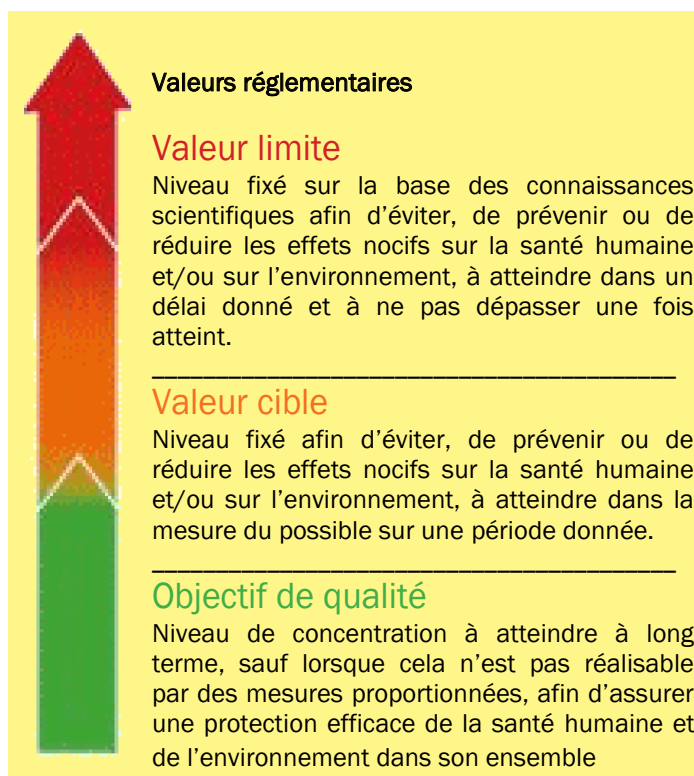 Valeurs réglementaires
Valeur limite
Niveau fixé sur la base des connaissances
scientifiques afin d’éviter, de prévenir ou de
réduire les effets nocifs sur la santé humaine
et/ou sur l’environnement, à atteindre dans un
délai donné et à ne pas dépasser une fois
atteint.
Valeur cible
Niveau fixé afin d’éviter, de prévenir ou de
réduire les effets nocifs sur la santé humaine
et/ou sur l’environnement, à atteindre dans la
mesure du possible sur une période donnée.
Objectif de qualité
Niveau de concentration à atteindre à long
terme, sauf lorsque cela n’est pas réalisable
par des mesures proportionnées, afin d’assurer
une protection efficace de la santé humaine et
de l’environnement dans son ensemble